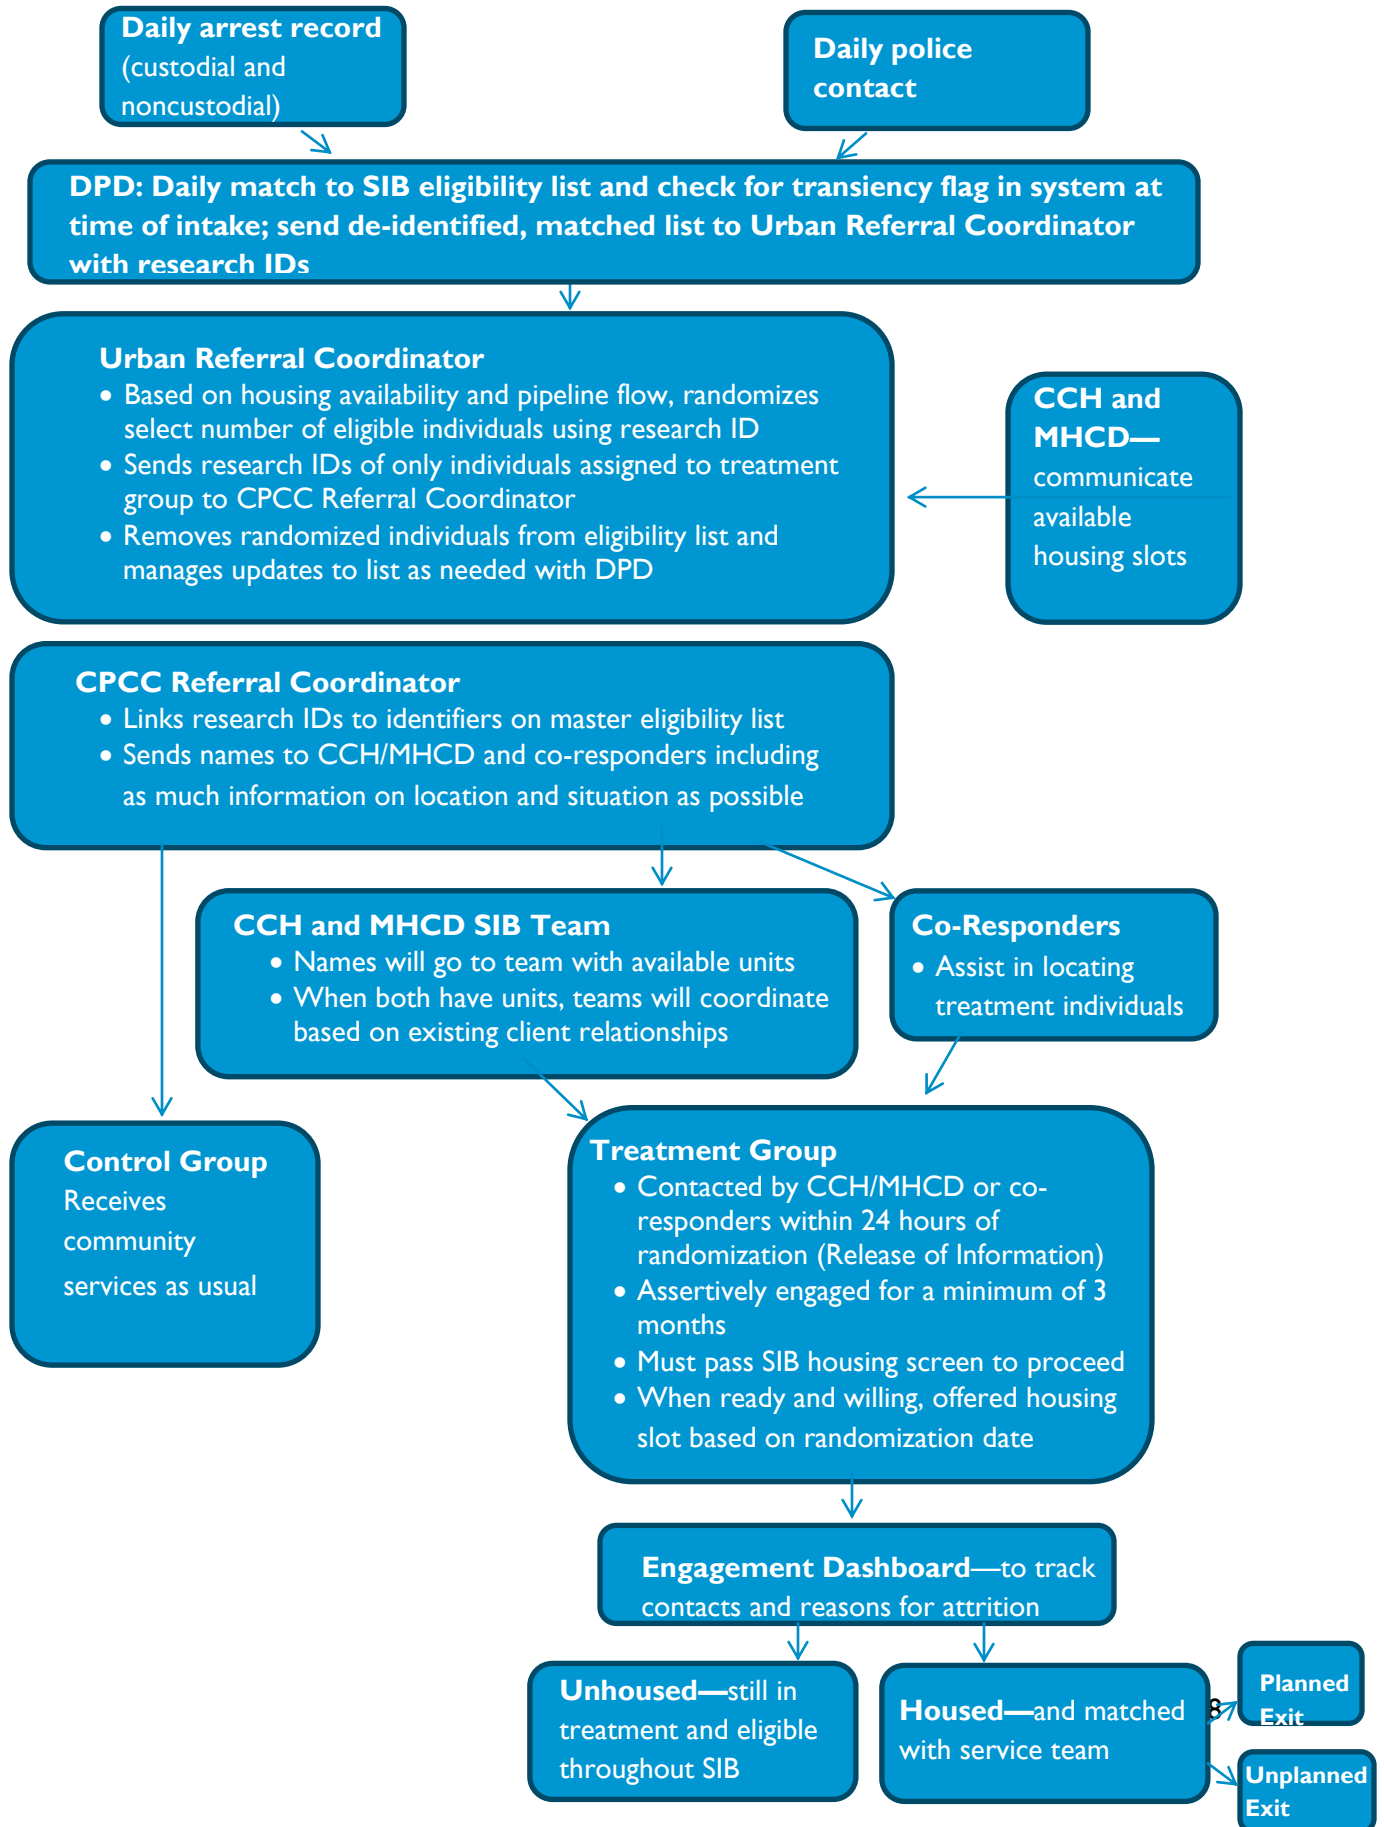 Daily arrest record
(custodial and
noncustodial)
Daily police
contact
DPD: Daily match to SIB eligibility list and check for transiency flag in system at
time of intake; send de-identified, matched list to Urban Referral Coordinator
with research IDs
Urban Referral Coordinator
• Based on housing availability and pipeline flow, randomizes
select number of eligible individuals using research ID
• Sends research IDs of only individuals assigned to treatment
group to CPCC Referral Coordinator
• Removes randomized individuals from eligibility list and
manages updates to list as needed with DPD
CCH and
MHCD—
communicate
available
housing slots
CPCC Referral Coordinator
• Links research IDs to identifiers on master eligibility list
• Sends names to CCH/MHCD and co-responders including
as much information on location and situation as possible
CCH and MHCD SIB Team
• Names will go to team with available units
• When both have units, teams will coordinate
based on existing client relationships
Co-Responders
• Assist in locating
treatment individuals
Control Group
Receives
community
services as usual
Treatment Group
• Contacted by CCH/MHCD or co-
responders within 24 hours of
randomization (Release of Information)
• Assertively engaged for a minimum of 3
months
• Must pass SIB housing screen to proceed
• When ready and willing, offered housing
slot based on randomization date
Engagement Dashboard—to track
contacts and reasons for attrition
Unhoused—still in
treatment and eligible
throughout SIB
Housed—and matched
with service team
8
Planned
Exit
Unplanned
Exit